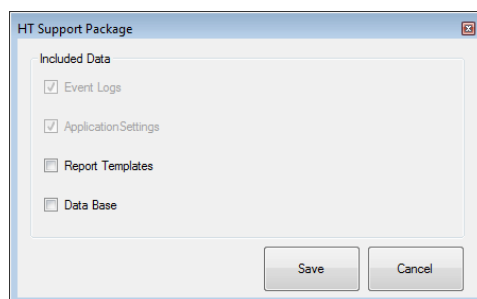 HT Support Package
Included Data
Event Logs
ApplicationSettings
Report Templates
Data Base
Save
Cancel